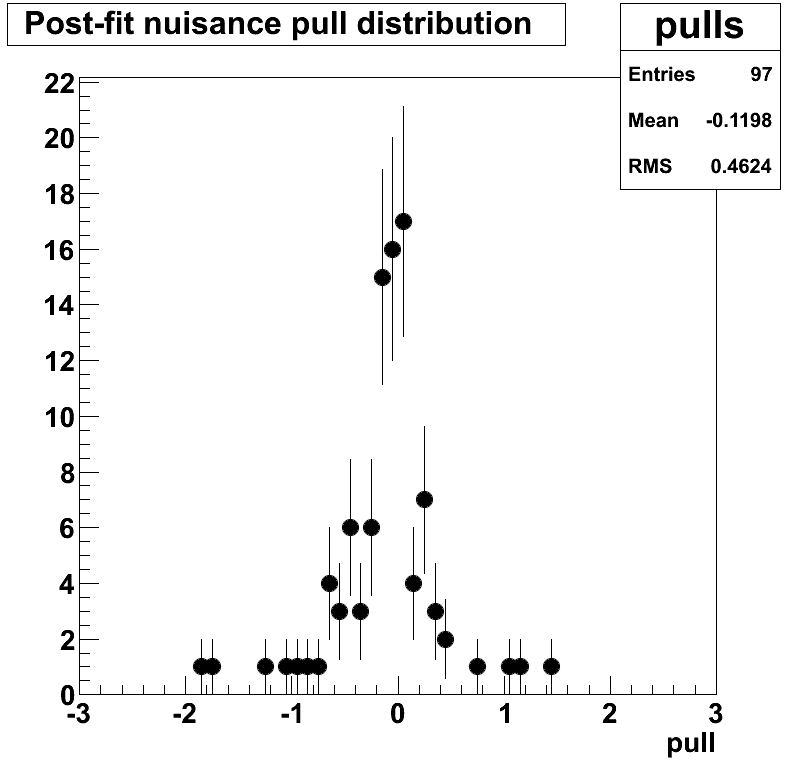 Post-fit nuisance pull distribution
pulls
Entries 97
Mean -0.1198
RMS 0.4624
22
20
18
16
14
12
10
8
6
4
2
0
-3 -2 -1 0 1 2 3
pull